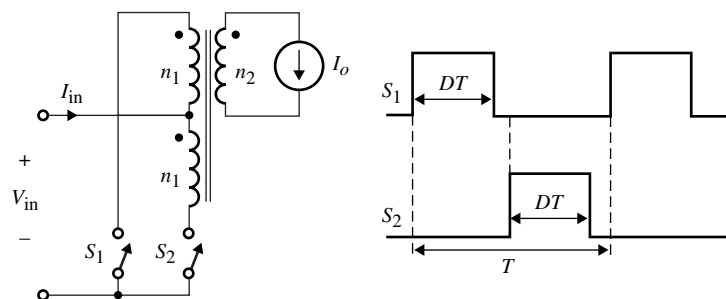 n1
n2
Io
Iin
+
Vin
−
n1
S1
S2
S1
DT
S2
DT
T